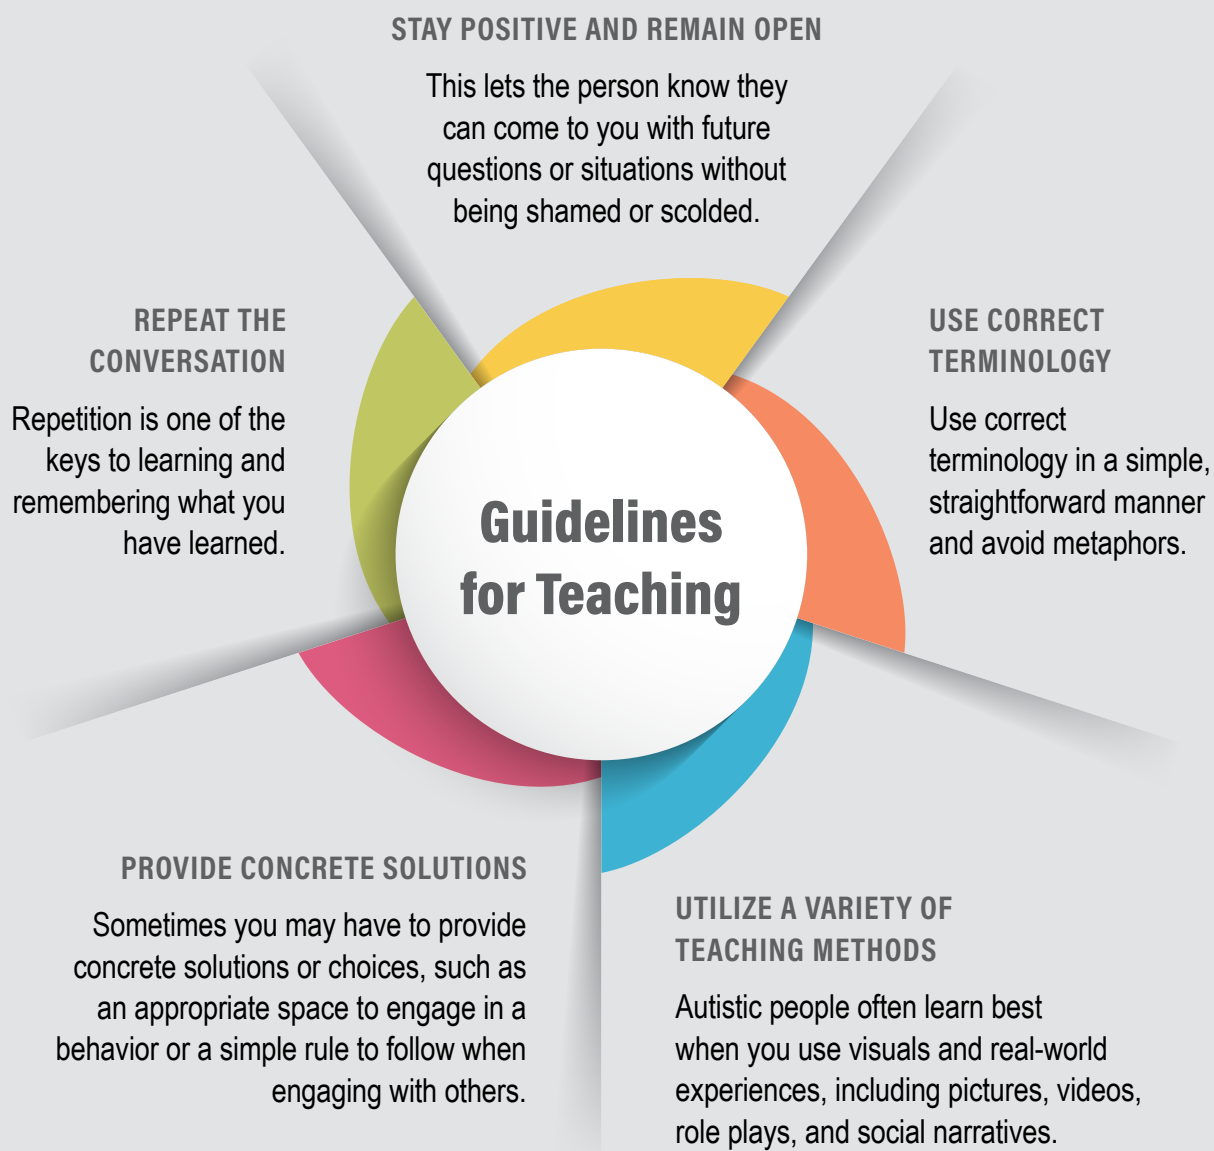 STAY POSITIVE AND REMAIN OPEN
This lets the person know they
can come to you with future
questions or situations without
being shamed or scolded.
USE CORRECT
TERMINOLOGY
Use correct
terminology in a simple,
straightforward manner
and avoid metaphors.
UTILIZE A VARIETY OF
TEACHING METHODS
Autistic people often learn best
when you use visuals and real-world
experiences, including pictures, videos,
role plays, and social narratives.
PROVIDE CONCRETE SOLUTIONS
Sometimes you may have to provide
concrete solutions or choices, such as
an appropriate space to engage in a
behavior or a simple rule to follow when
engaging with others.
REPEAT THE
CONVERSATION
Repetition is one of the
keys to learning and
remembering what you
have learned.
Guidelines
for Teaching